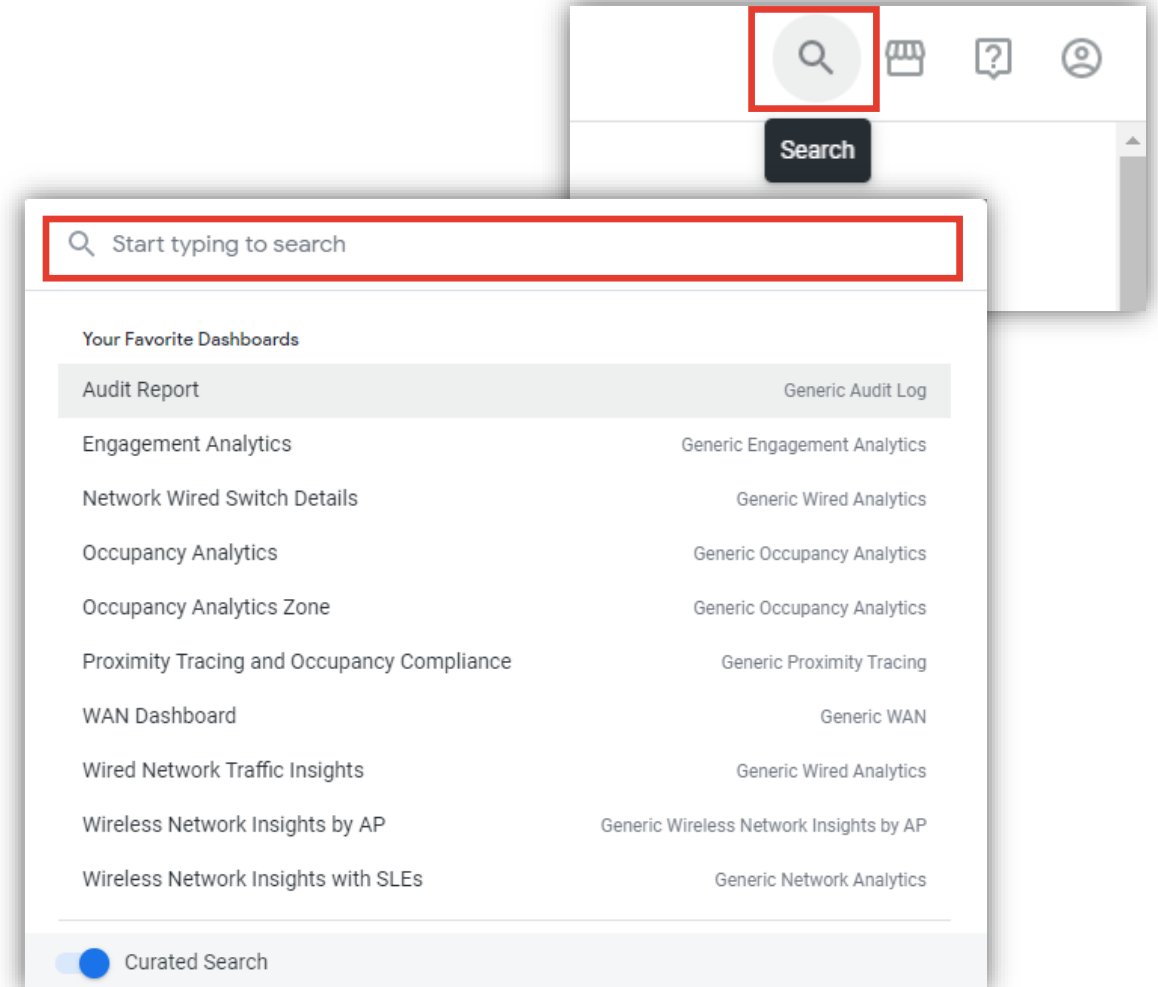 Search
Start typing to search
Your Favorite Dashboards
Audit Report Generic Audit Log
Engagement Analytics Generic Engagement Analytics
Network Wired Switch Details Generic Wired Analytics
Occupancy Analytics Generic Occupancy Analytics
Occupancy Analytics Zone Generic Occupancy Analytics
Proximity Tracing and Occupancy Compliance Generic Proximity Tracing
WAN Dashboard Generic WAN
Wired Network Traffic Insights Generic Wired Analytics
Wireless Network Insights by AP Generic Wireless Network Insights by AP
Wireless Network Insights with SLEs Generic Network Analytics
Curated Search